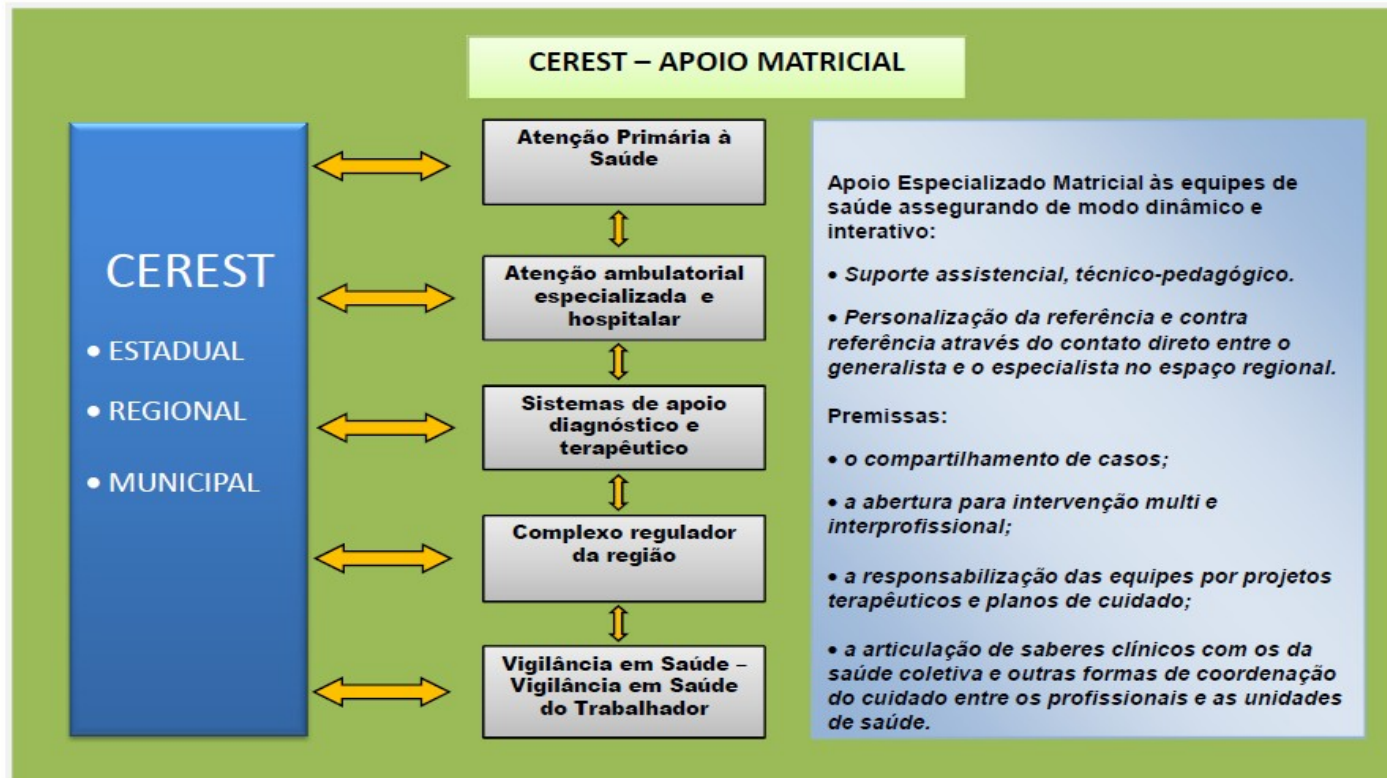 CEREST – APOIO MATRICIAL
CEREST
• ESTADUAL
• REGIONAL
• MUNICIPAL
Atenção Primária à
Saúde
Atenção ambulatorial
especializada e
hospitalar
Sistemas de apoio
diagnóstico e
terapêutico
Complexo regulador
da região
Vigilância em Saúde –
Vigilância em Saúde
do Trabalhador
Apoio Especializado Matricial às equipes de
saúde assegurando de modo dinâmico e
interativo:
• Suporte assistencial, técnico-pedagógico.
• Personalização da referência e contra
referência através do contato direto entre o
generalista e o especialista no espaço regional.
Premissas:
• o compartilhamento de casos;
• a abertura para intervenção multi e
interprofissional;
• a responsabilização das equipes por projetos
terapêuticos e planos de cuidado;
• a articulação de saberes clínicos com os da
saúde coletiva e outras formas de coordenação
do cuidado entre os profissionais e as unidades
de saúde.